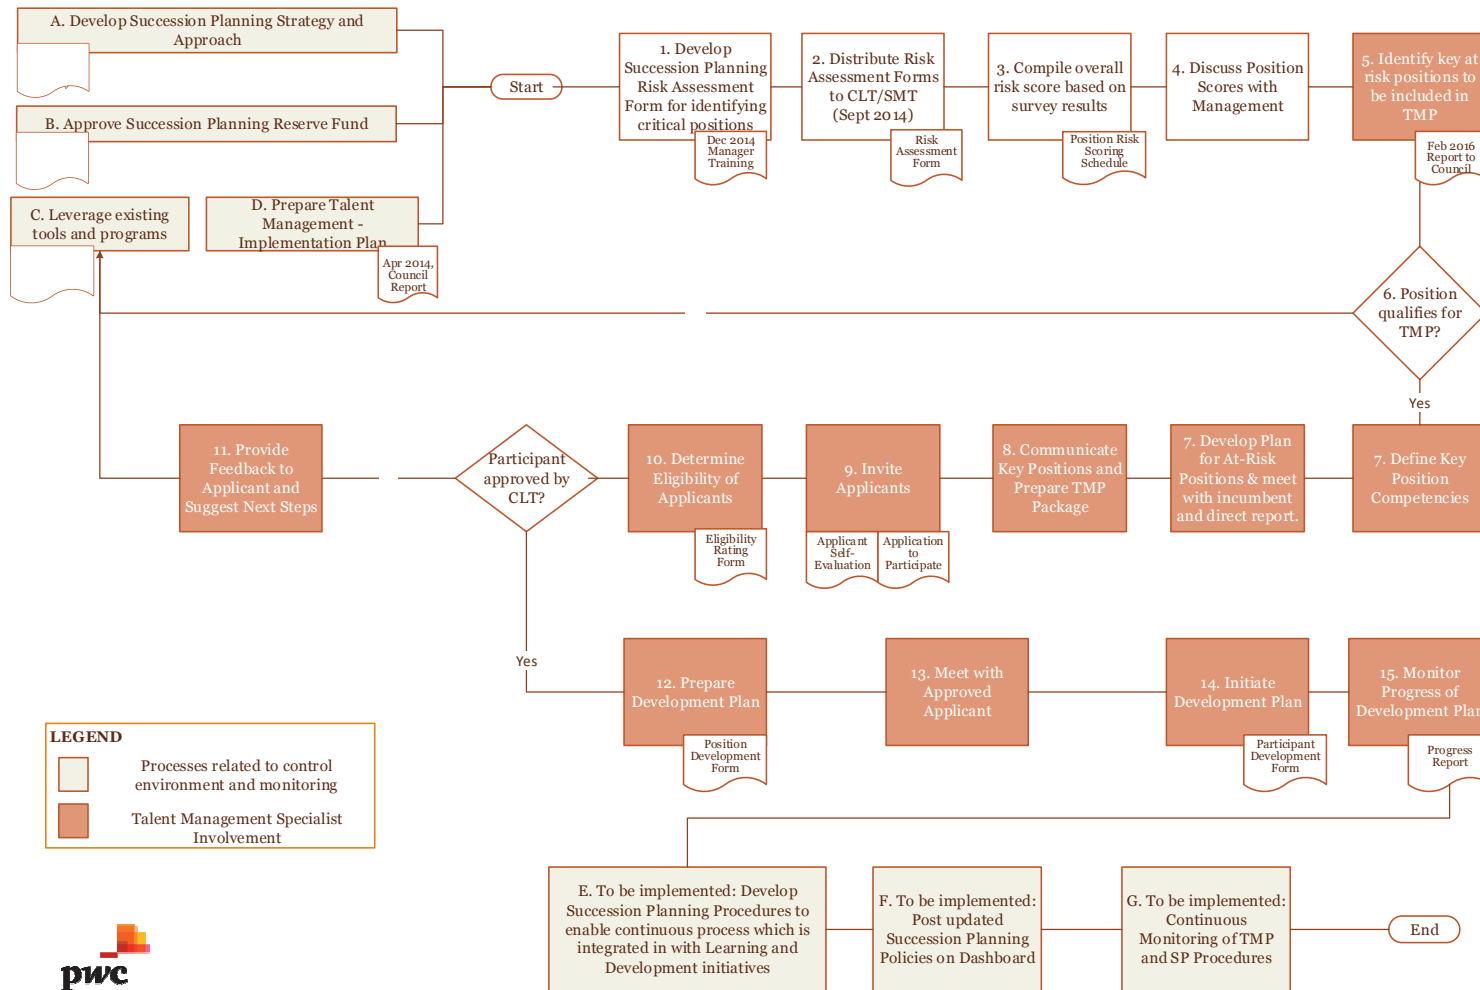 A. Develop Succession Planning Strategy and
Approach
B. Approve Succession Planning Reserve Fund
C. Leverage existing
tools and programs
D. Prepare Talent
Management -
Implementation Plan
Apr 2014,
Council
Report
Start
1. Develop
Succession Planning
Risk Assessment
Form for identifying
critical positions
Dec 2014
Manager
Training
2. Distribute Risk
Assessment Forms
to CLT/SMT
(Sept 2014)
Risk
Assessment
Form
3. Compile overall
risk score based on
survey results
Position Risk
Scoring
Schedule
4. Discuss Position
Scores with
Management
5. Identify key at
risk positions to
be included in
TMP
Feb 2016
Report to
Council
6. Position
qualifies for
TMP?
Yes
7. Define Key
Position
Competencies
7. Develop Plan
for At-Risk
Positions & meet
with incumbent
and direct report.
8. Communicate
Key Positions and
Prepare TMP
Package
9. Invite
Applicants
Applicant
Self-
Evaluation
Application
to
Participate
10. Determine
Eligibility of
Applicants
Eligibility
Rating
Form
Participant
approved by
CLT?
11. Provide
Feedback to
Applicant and
Suggest Next Steps
Yes
12. Prepare
Development Plan
Position
Development
Form
13. Meet with
Approved
Applicant
14. Initiate
Development Plan
Participant
Development
Form
15. Monitor
Progress of
Development Plan
Progress
Report
LEGEND
Processes related to control
environment and monitoring
Talent Management Specialist
Involvement
E. To be implemented: Develop
Succession Planning Procedures to
enable continuous process which is
integrated in with Learning and
Development initiatives
F. To be implemented:
Post updated
Succession Planning
Policies on Dashboard
G. To be implemented:
Continuous
Monitoring of TMP
and SP Procedures
End
pwc